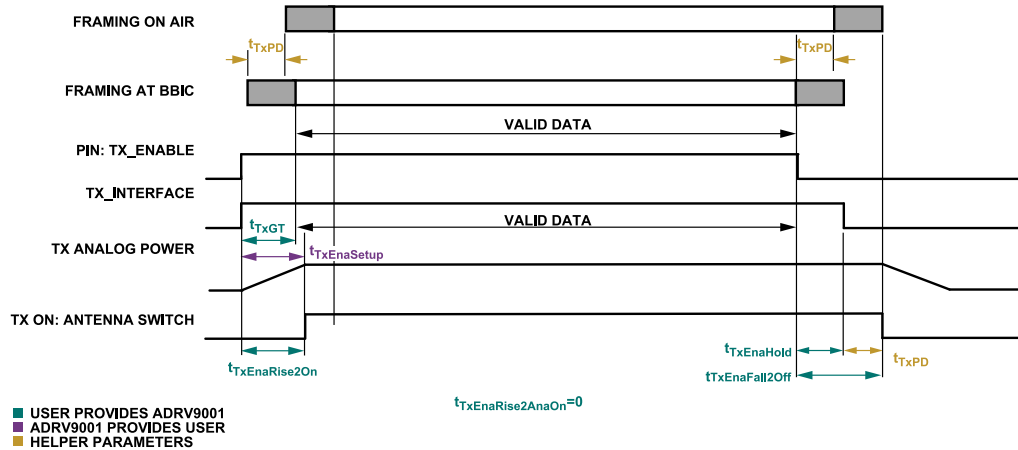 FRAMING ON AIR
tTxPD
tTxPD
FRAMING AT BBIC
VALID DATA
PIN: TX_ENABLE
TX_INTERFACE
tTxGT
VALID DATA
TX ANALOG POWER
tTxEnaSetup
TX ON: ANTENNA SWITCH
tTxEnaRise2On
tTxEnaHold
tTxPD
tTxEnaFall2Off
tTxEnaRise2AnaOn=0
USER PROVIDES ADRV9001
ADRV9001 PROVIDES USER
HELPER PARAMETERS